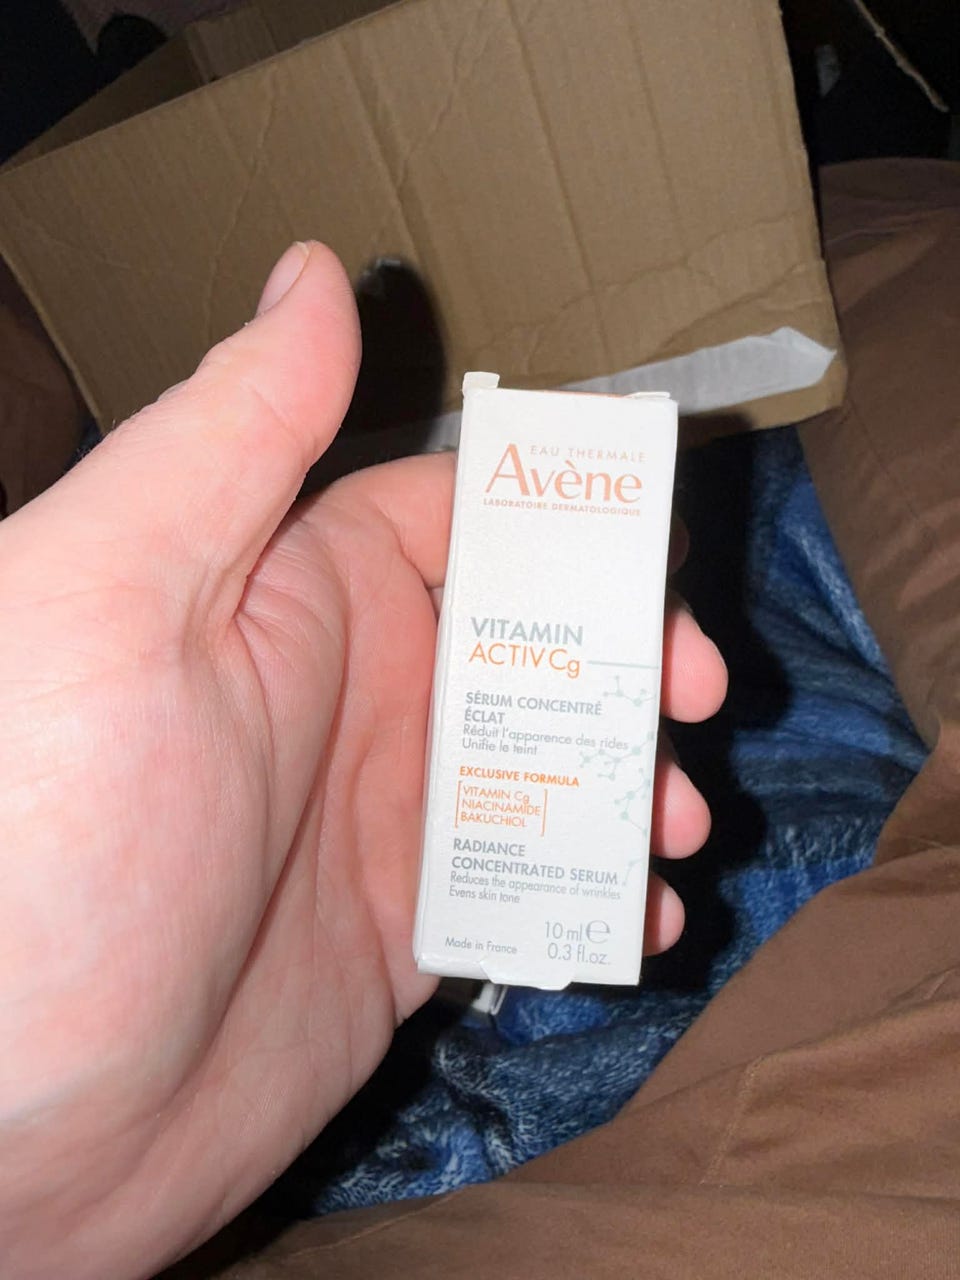 EAU THERMALE
Avène
LABORATOIRE DERMATOLOGIQUE
VITAMIN
ACTIV Cg
SÉRUM CONCENTRÉ
ÉCLAT
Réduit l'apparence des rides
Unifie le teint
EXCLUSIVE FORMULA
VITAMIN Cg
NIACINAMIDE
BAKUCHIOL
RADIANCE
CONCENTRATED SERUM
Reduces the appearance of wrinkles
Evens skin tone
Made in France
10 ml e
0.3 fl.oz.